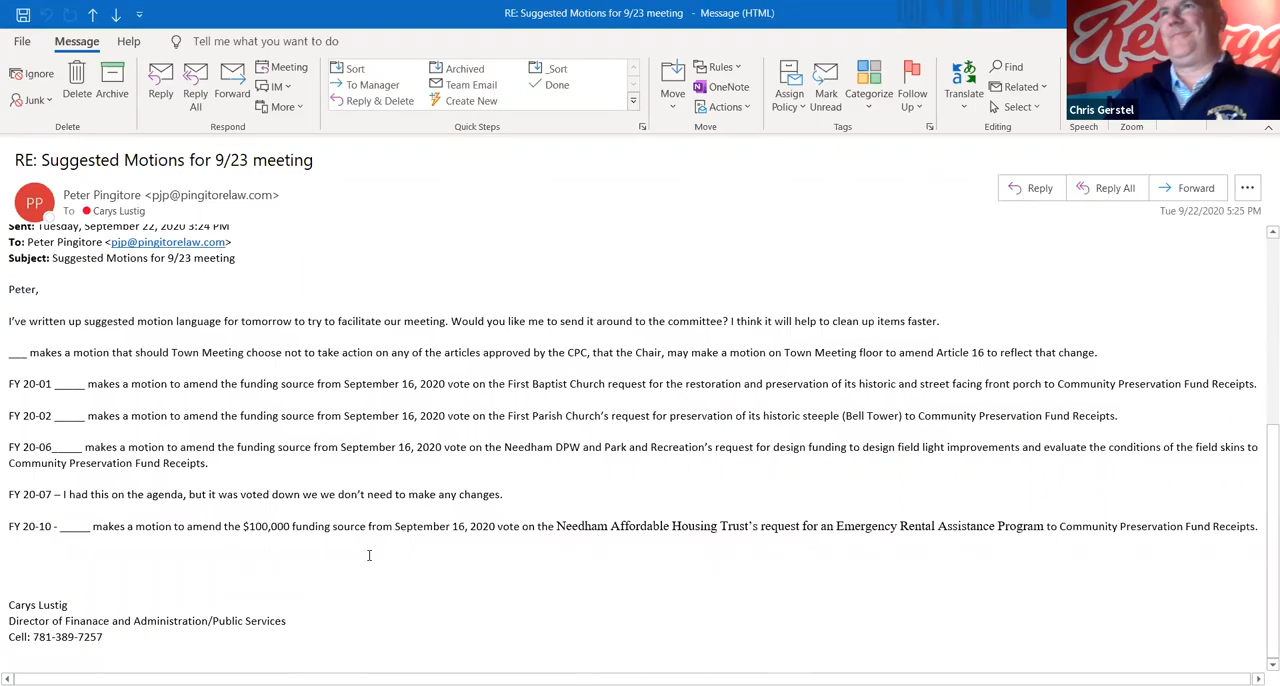 RE: Suggested Motions for 9/23 meeting - Message (HTML)
File Message Help Tell me what you want to do
Ignore
Junk
Delete
Archive
Reply
Reply All
Forward
Meeting
IM
More
Sort
To Manager
Reply & Delete
Archived
Team Email
Create New
_Sort
Done
Move
Rules
OneNote
Actions
Assign Policy
Mark Unread
Categorize
Follow Up
Translate
Find
Related
Select
Delete Respond Quick Steps Move Tags Editing Speech Zoom
Chris Gerstel
RE: Suggested Motions for 9/23 meeting
PP
Peter Pingitore <pjp@pingitorelaw.com>
To Carys Lustig
Reply Reply All Forward
Tue 9/22/2020 5:25 PM
Sent: Tuesday, September 22, 2020 3:24 PM
To: Peter Pingitore <pjp@pingitorelaw.com>
Subject: Suggested Motions for 9/23 meeting
Peter,
I've written up suggested motion language for tomorrow to try to facilitate our meeting. Would you like me to send it around to the committee? I think it will help to clean up items faster.
___ makes a motion that should Town Meeting choose not to take action on any of the articles approved by the CPC, that the Chair, may make a motion on Town Meeting floor to amend Article 16 to reflect that change.
FY 20-01 _____ makes a motion to amend the funding source from September 16, 2020 vote on the First Baptist Church request for the restoration and preservation of its historic and street facing front porch to Community Preservation Fund Receipts.
FY 20-02 _____ makes a motion to amend the funding source from September 16, 2020 vote on the First Parish Church's request for preservation of its historic steeple (Bell Tower) to Community Preservation Fund Receipts.
FY 20-06_____ makes a motion to amend the funding source from September 16, 2020 vote on the Needham DPW and Park and Recreation's request for design funding to design field light improvements and evaluate the conditions of the field skins to
Community Preservation Fund Receipts.
FY 20-07 – I had this on the agenda, but it was voted down we we don't need to make any changes.
FY 20-10 - _____ makes a motion to amend the $100,000 funding source from September 16, 2020 vote on the Needham Affordable Housing Trust's request for an Emergency Rental Assistance Program to Community Preservation Fund Receipts.
Carys Lustig
Director of Finanace and Administration/Public Services
Cell: 781-389-7257